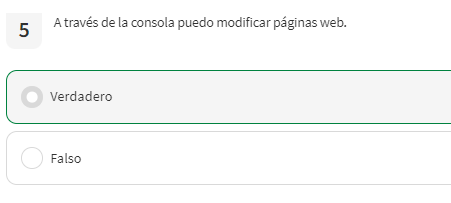 5
A través de la consola puedo modificar páginas web.
Verdadero
Falso